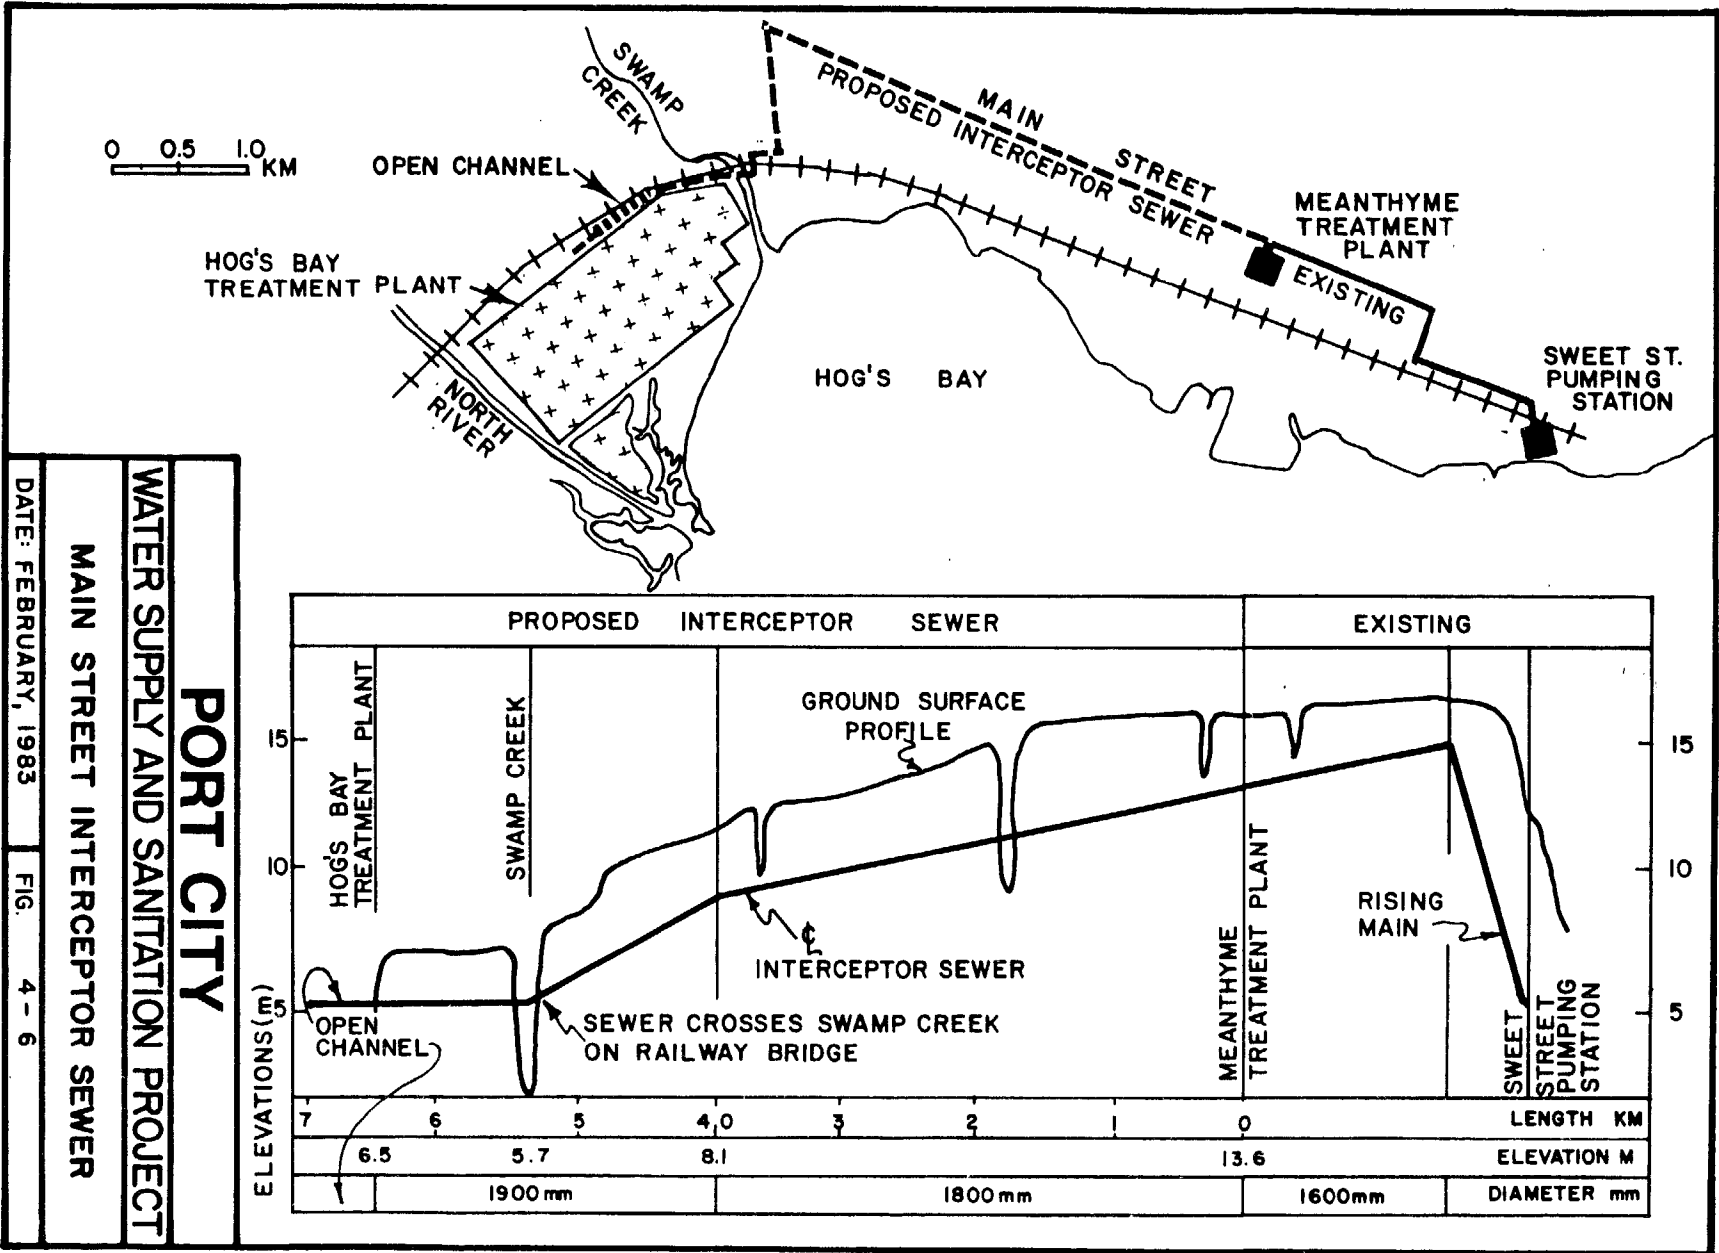 SWAMP
CREEK
0 0.5 1.0
KM
OPEN CHANNEL
MAIN STREET
PROPOSED INTERCEPTOR SEWER
MEANTHYME
TREATMENT
PLANT
EXISTING
HOG'S BAY
TREATMENT PLANT
HOG'S BAY
NORTH
RIVER
SWEET ST.
PUMPING
STATION
PROPOSED INTERCEPTOR SEWER
EXISTING
HOG'S BAY
TREATMENT PLANT
SWAMP CREEK
GROUND SURFACE
PROFILE
15
10
5
15
10
5
RISING
MAIN
℄
INTERCEPTOR SEWER
SEWER CROSSES SWAMP CREEK
ON RAILWAY BRIDGE
OPEN
CHANNEL
MEANTHYME
TREATMENT PLANT
SWEET
STREET
PUMPING
STATION
ELEVATIONS (m)
7 6 5 4,0 3 2 1 0 LENGTH KM
6.5 5.7 8.1 13.6 ELEVATION M
1900 mm 1800 mm 1600mm DIAMETER mm
PORT CITY
WATER SUPPLY AND SANITATION PROJECT
MAIN STREET INTERCEPTOR SEWER
DATE: FEBRUARY, 1983
FIG. 4-6